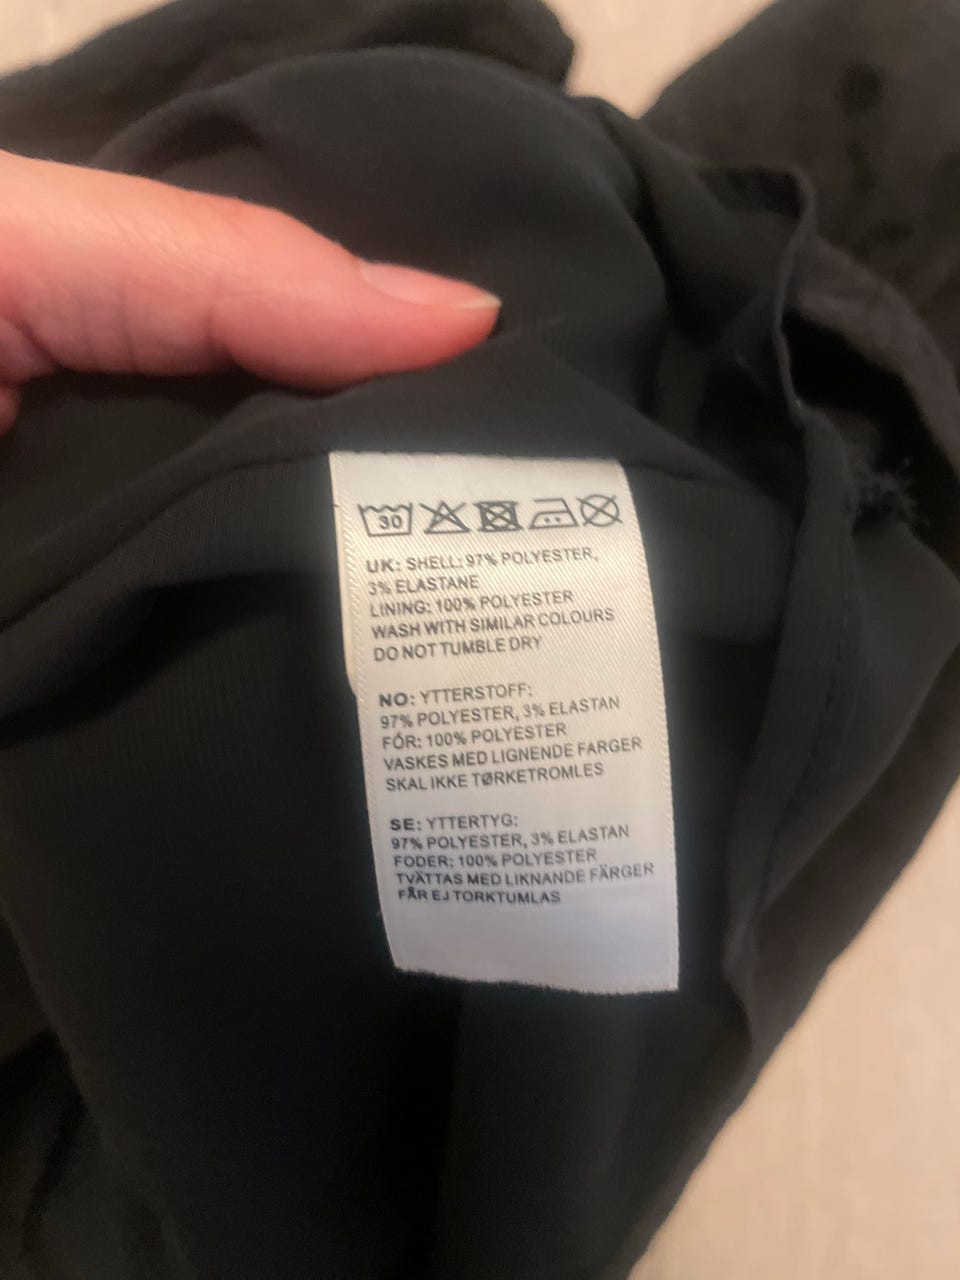 30
UK: SHELL: 97% POLYESTER,
3% ELASTANE
LINING: 100% POLYESTER
WASH WITH SIMILAR COLOURS
DO NOT TUMBLE DRY
NO: YTTERSTOFF:
97% POLYESTER, 3% ELASTAN
FÓR: 100% POLYESTER
VASKES MED LIGNENDE FARGER
SKAL IKKE TØRKETROMLES
SE: YTTERTYG:
97% POLYESTER, 3% ELASTAN
FODER: 100% POLYESTER
TVÄTTAS MED LIKNANDE FÄRGER
FÅR EJ TORKTUMLAS